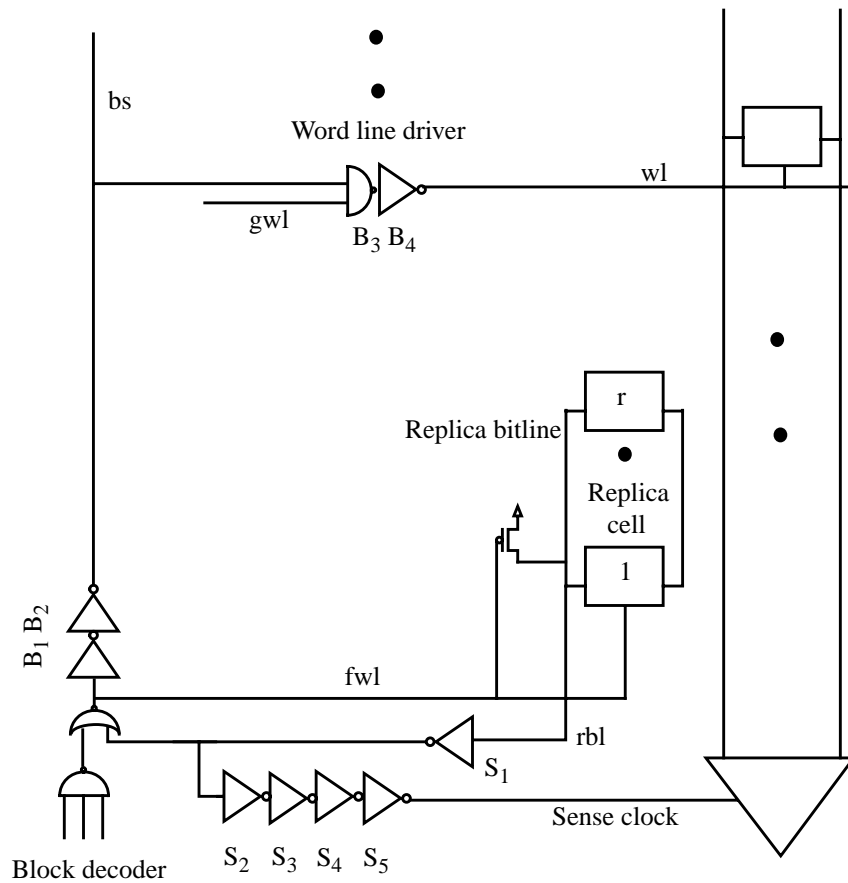 bs
Word line driver
wl
gwl
B3 B4
r
Replica bitline
Replica
cell
1
B1 B2
fwl
rbl
S1
Sense clock
S2 S3 S4 S5
Block decoder